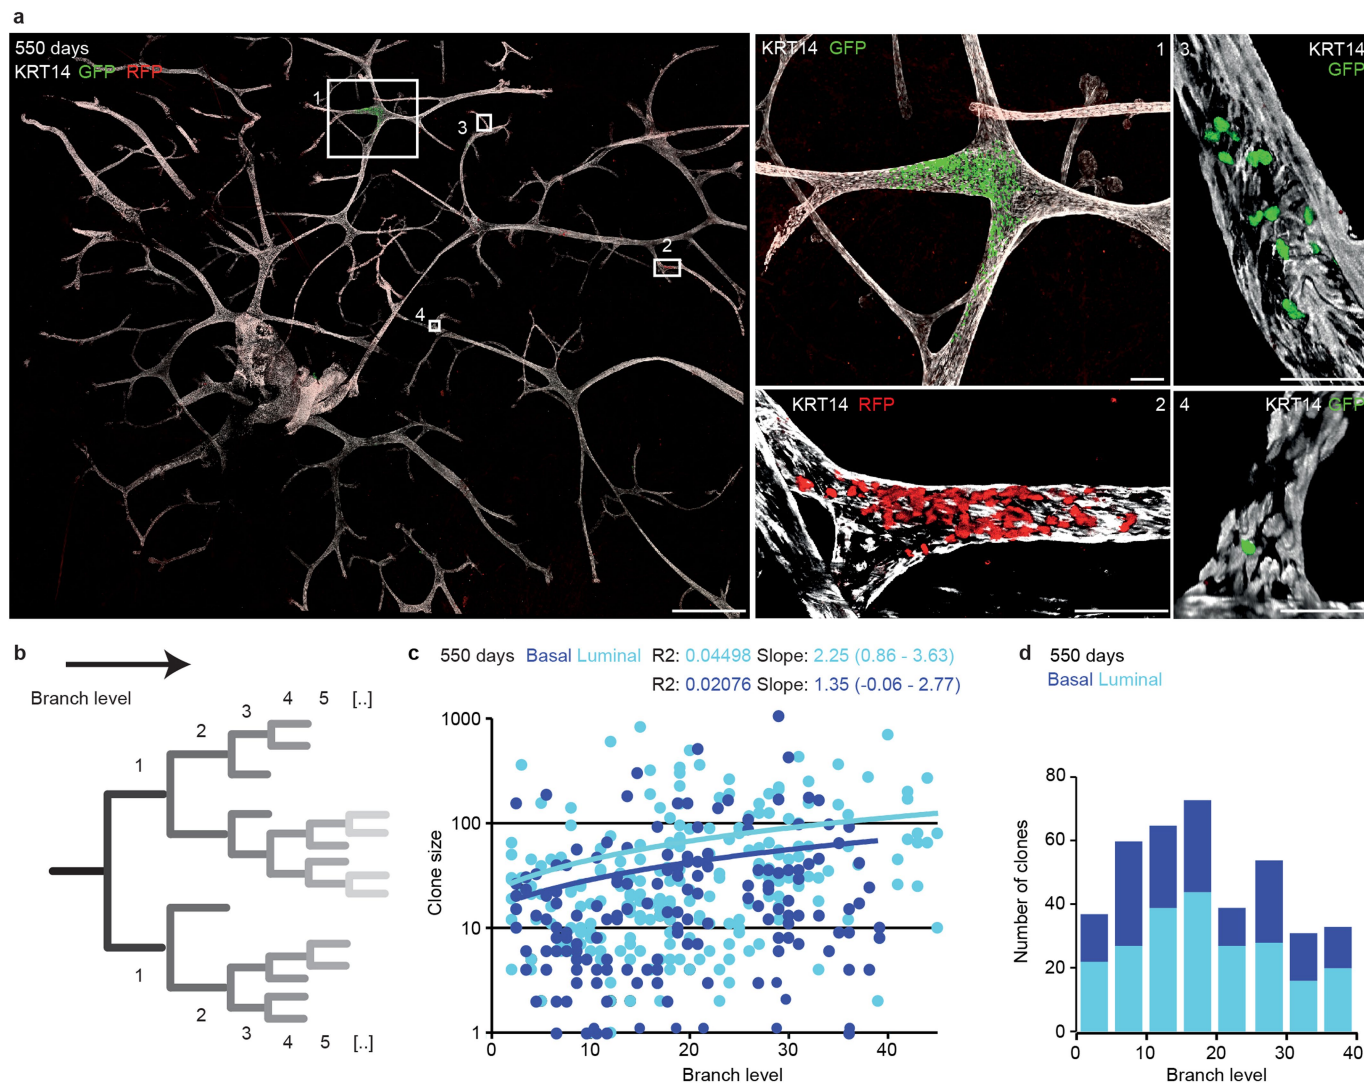 a
550 days
KRT14 GFP RFP
1
3
2
4
KRT14 GFP
1
3
KRT14
GFP
KRT14 RFP
2
4
KRT14 GFP
b
Branch level
1
2
3
4
5
[..]
1
2
3
4
5
[..]
c
550 days Basal Luminal R2: 0.04498 Slope: 2.25 (0.86 - 3.63)
R2: 0.02076 Slope: 1.35 (-0.06 - 2.77)
Clone size
1000
100
10
1
0
10
20
30
40
Branch level
d
550 days
Basal Luminal
Number of clones
80
60
40
20
0
0
10
20
30
40
Branch level